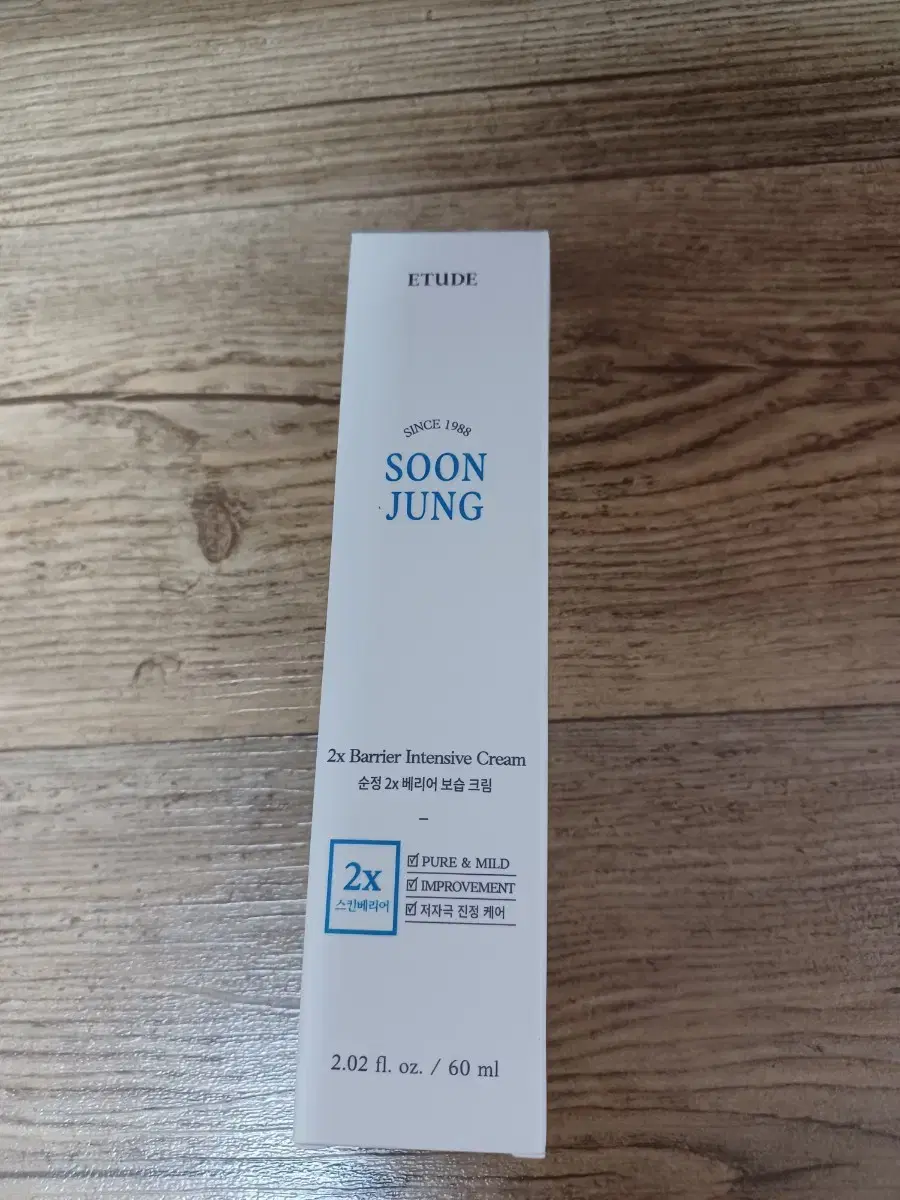 ETUDE
SINCE 1988
SOON
JUNG
2x Barrier Intensive Cream
순정 2x 베리어 보습 크림
2x
스킨베리어
PURE & MILD
IMPROVEMENT
저자극 진정 케어
2.02 fl. oz. / 60 ml